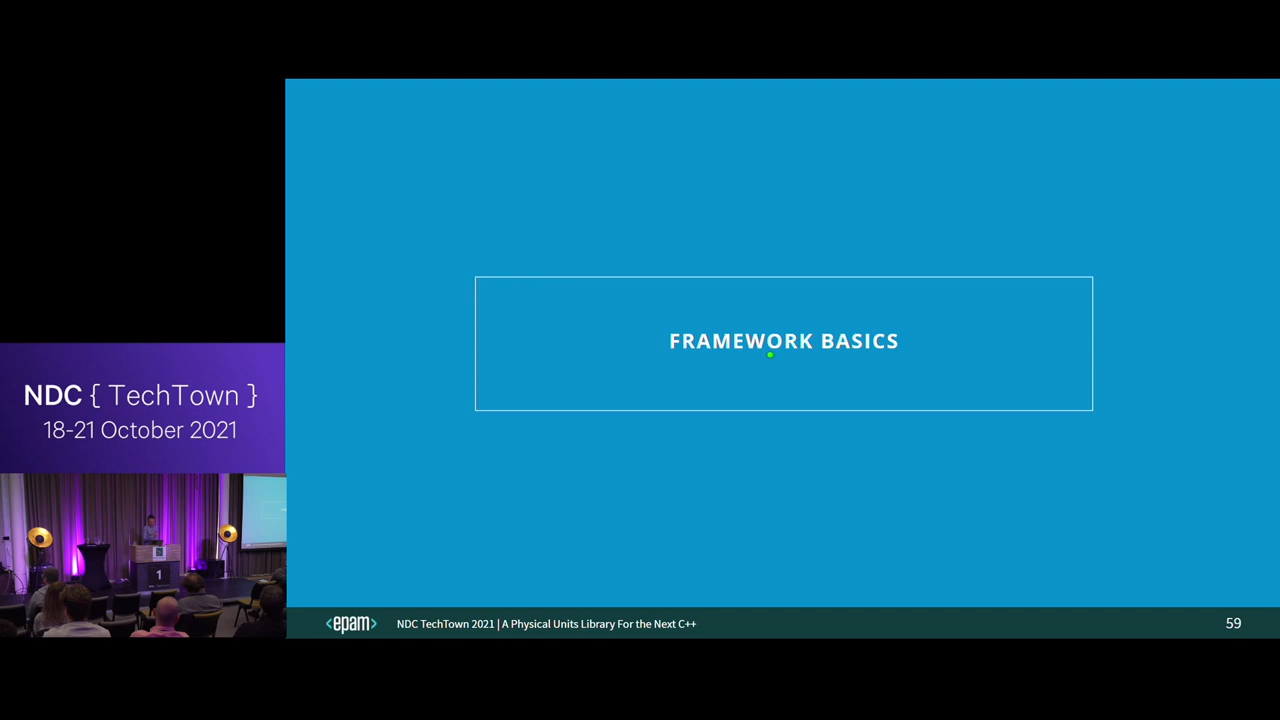 FRAMEWORK BASICS
NDC { TechTown }
18-21 October 2021
1
<epam>
NDC TechTown 2021 | A Physical Units Library For the Next C++
59